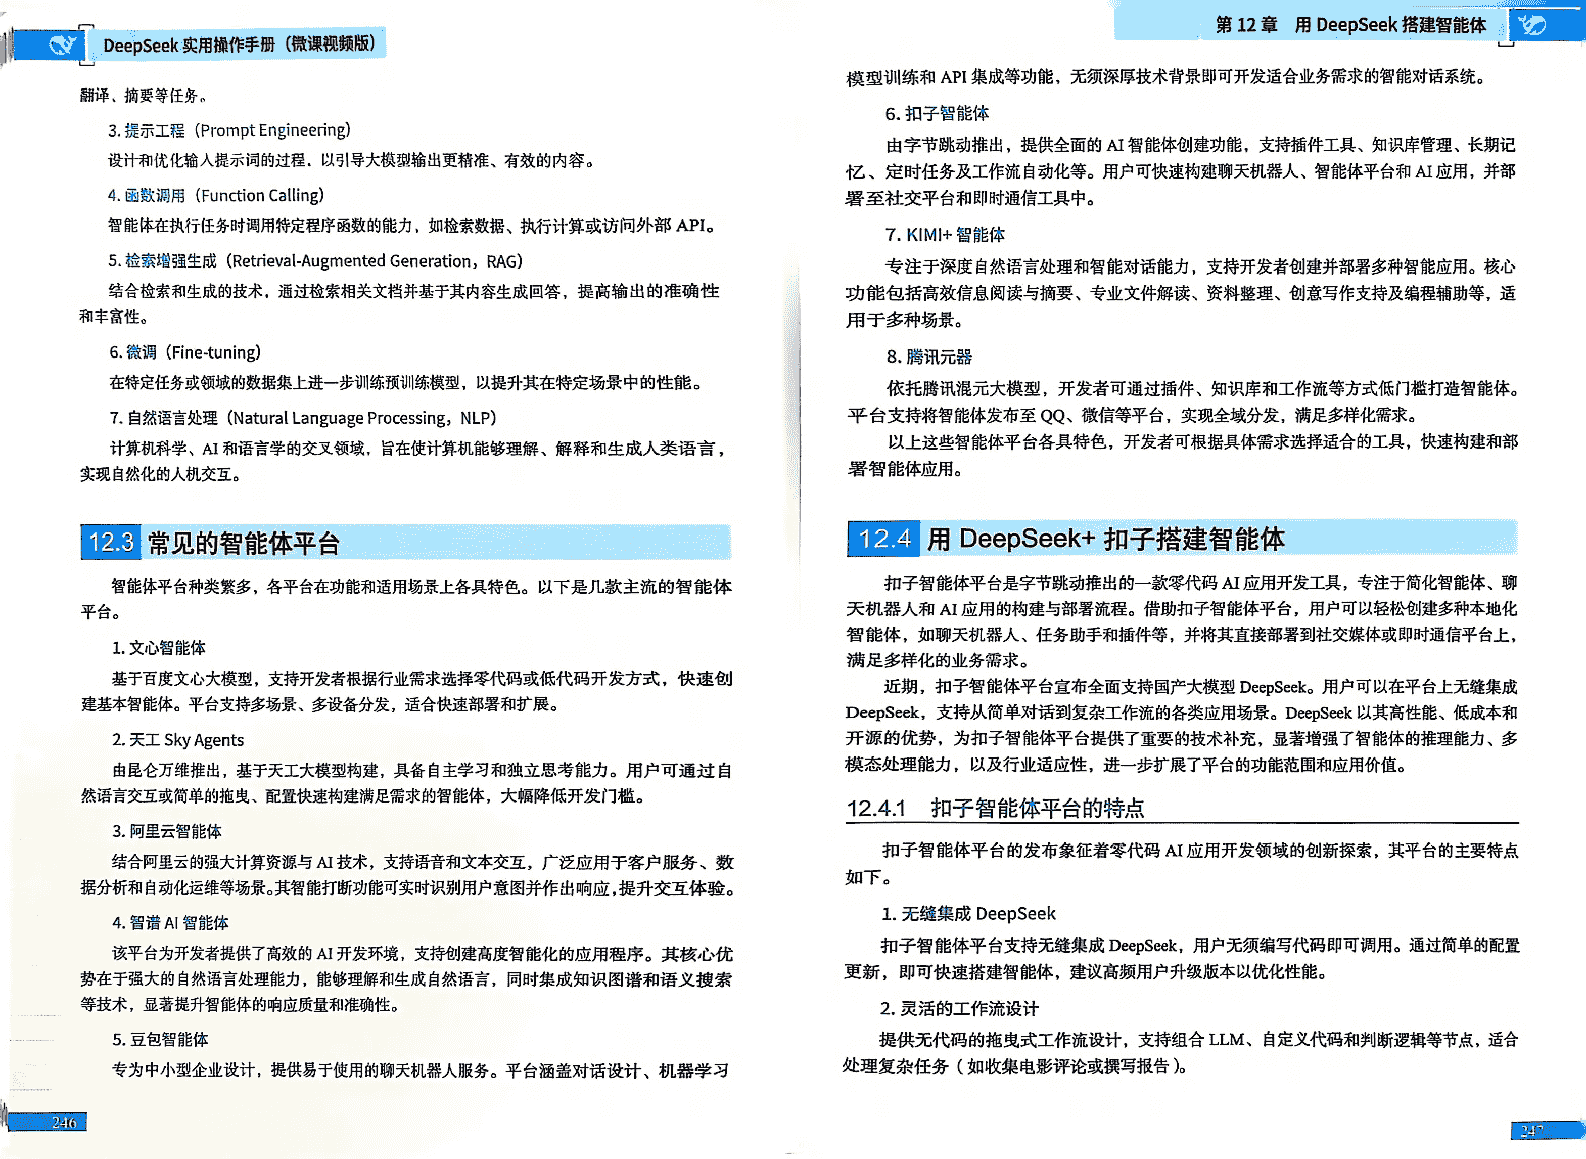 DeepSeek 实用操作手册（微课视频版）
翻译、摘要等任务。
3. 提示工程（Prompt Engineering）
设计和优化输入提示词的过程，以引导大模型输出更精准、有效的内容。
4. 函数调用（Function Calling）
智能体在执行任务时调用特定程序函数的能力，如检索数据、执行计算或访问外部 API。
5. 检索增强生成（Retrieval-Augmented Generation，RAG）
结合检索和生成的技术，通过检索相关文档并基于其内容生成回答，提高输出的准确性
和丰富性。
6. 微调（Fine-tuning）
在特定任务或领域的数据集上进一步训练预训练模型，以提升其在特定场景中的性能。
7. 自然语言处理（Natural Language Processing，NLP）
计算机科学、AI 和语言学的交叉领域，旨在使计算机能够理解、解释和生成人类语言，
实现自然化的人机交互。
12.3 常见的智能体平台
智能体平台种类繁多，各平台在功能和适用场景上各具特色。以下是几款主流的智能体
平台。
1. 文心智能体
基于百度文心大模型，支持开发者根据行业需求选择零代码或低代码开发方式，快速创
建基本智能体。平台支持多场景、多设备分发，适合快速部署和扩展。
2. 天工 Sky Agents
由昆仑万维推出，基于天工大模型构建，具备自主学习和独立思考能力。用户可通过自
然语言交互或简单的拖曳、配置快速构建满足需求的智能体，大幅降低开发门槛。
3. 阿里云智能体
结合阿里云的强大计算资源与 AI 技术，支持语音和文本交互，广泛应用于客户服务、数
据分析和自动化运维等场景。其智能打断功能可实时识别用户意图并作出响应，提升交互体验。
4. 智谱 AI 智能体
该平台为开发者提供了高效的 AI 开发环境，支持创建高度智能化的应用程序。其核心优
势在于强大的自然语言处理能力，能够理解和生成自然语言，同时集成知识图谱和语义搜索
等技术，显著提升智能体的响应质量和准确性。
5. 豆包智能体
专为中小型企业设计，提供易于使用的聊天机器人服务。平台涵盖对话设计、机器学习
246
第 12 章 用 DeepSeek 搭建智能体
模型训练和 API 集成等功能，无须深厚技术背景即可开发适合业务需求的智能对话系统。
6. 扣子智能体
由字节跳动推出，提供全面的 AI 智能体创建功能，支持插件工具、知识库管理、长期记
忆、定时任务及工作流自动化等。用户可快速构建聊天机器人、智能体平台和 AI 应用，并部
署至社交平台和即时通信工具中。
7. KIMI+ 智能体
专注于深度自然语言处理和智能对话能力，支持开发者创建并部署多种智能应用。核心
功能包括高效信息阅读与摘要、专业文件解读、资料整理、创意写作支持及编程辅助等，适
用于多种场景。
8. 腾讯元器
依托腾讯混元大模型，开发者可通过插件、知识库和工作流等方式低门槛打造智能体。
平台支持将智能体发布至 QQ、微信等平台，实现全域分发，满足多样化需求。
以上这些智能体平台各具特色，开发者可根据具体需求选择适合的工具，快速构建和部
署智能体应用。
12.4 用 DeepSeek+ 扣子搭建智能体
扣子智能体平台是字节跳动推出的一款零代码 AI 应用开发工具，专注于简化智能体、聊
天机器人和 AI 应用的构建与部署流程。借助扣子智能体平台，用户可以轻松创建多种本地化
智能体，如聊天机器人、任务助手和插件等，并将其直接部署到社交媒体或即时通信平台上，
满足多样化的业务需求。
近期，扣子智能体平台宣布全面支持国产大模型 DeepSeek。用户可以在平台上无缝集成
DeepSeek，支持从简单对话到复杂工作流的各类应用场景。DeepSeek 以其高性能、低成本和
开源的优势，为扣子智能体平台提供了重要的技术补充，显著增强了智能体的推理能力、多
模态处理能力，以及行业适应性，进一步扩展了平台的功能范围和应用价值。
12.4.1 扣子智能体平台的特点
扣子智能体平台的发布象征着零代码 AI 应用开发领域的创新探索，其平台的主要特点
如下。
1. 无缝集成 DeepSeek
扣子智能体平台支持无缝集成 DeepSeek，用户无须编写代码即可调用。通过简单的配置
更新，即可快速搭建智能体，建议高频用户升级版本以优化性能。
2. 灵活的工作流设计
提供无代码的拖曳式工作流设计，支持组合 LLM、自定义代码和判断逻辑等节点，适合
处理复杂任务（如收集电影评论或撰写报告）。
247